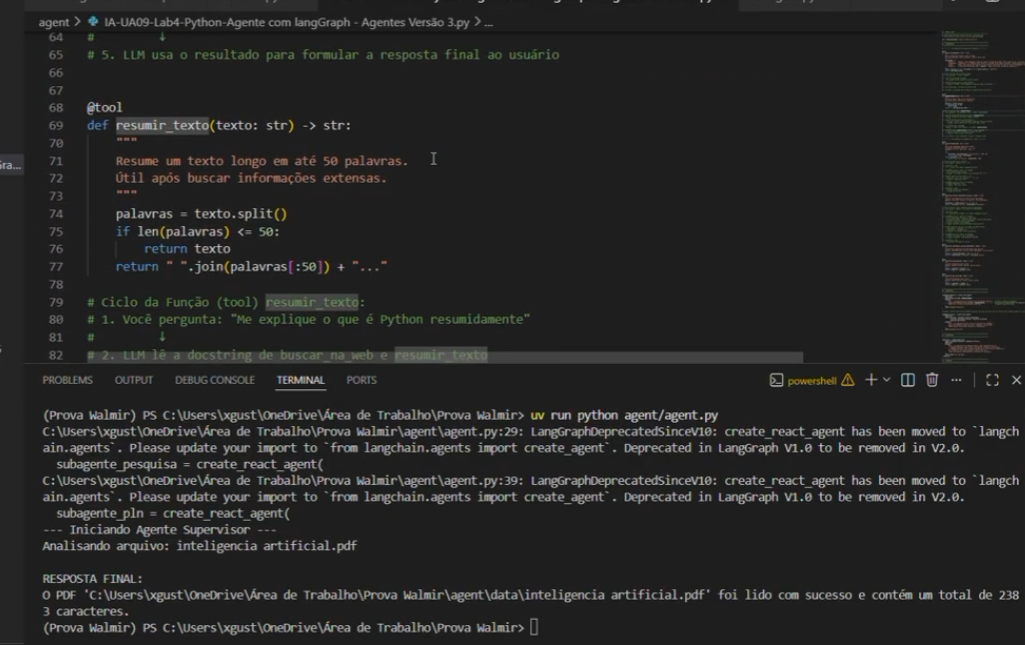 agent > IA-UA09-Lab4-Python-Agente com langGraph - Agentes Versão 3.py > ...
64 # ↓
65 # 5. LLM usa o resultado para formular a resposta final ao usuário
66
67
68 @tool
69 def resumir_texto(texto: str) -> str:
70 """
71 Resume um texto longo em até 50 palavras.
72 Útil após buscar informações extensas.
73 """
74 palavras = texto.split()
75 if len(palavras) <= 50:
76 return texto
77 return " ".join(palavras[:50]) + "..."
78
79 # Ciclo da Função (tool) resumir_texto:
80 # 1. Você pergunta: "Me explique o que é Python resumidamente"
81 # ↓
82 # 2. LLM lê a docstring de buscar_na_web e resumir_texto
PROBLEMS OUTPUT DEBUG CONSOLE TERMINAL PORTS powershell
(Prova Walmir) PS C:\Users\xgust\OneDrive\Área de Trabalho\Prova Walmir> uv run python agent/agent.py
C:\Users\xgust\OneDrive\Área de Trabalho\Prova Walmir\agent\agent.py:29: LangGraphDeprecatedSinceV10: create_react_agent has been moved to `langch
ain.agents`. Please update your import to `from langchain.agents import create_agent`. Deprecated in LangGraph V1.0 to be removed in V2.0.
subagente_pesquisa = create_react_agent(
C:\Users\xgust\OneDrive\Área de Trabalho\Prova Walmir\agent\agent.py:39: LangGraphDeprecatedSinceV10: create_react_agent has been moved to `langch
ain.agents`. Please update your import to `from langchain.agents import create_agent`. Deprecated in LangGraph V1.0 to be removed in V2.0.
subagente_pln = create_react_agent(
--- Iniciando Agente Supervisor ---
Analisando arquivo: inteligencia artificial.pdf
RESPOSTA FINAL:
O PDF 'C:\Users\xgust\OneDrive\Área de Trabalho\Prova Walmir\agent\data\inteligencia artificial.pdf' foi lido com sucesso e contém um total de 238
3 caracteres.
(Prova Walmir) PS C:\Users\xgust\OneDrive\Área de Trabalho\Prova Walmir>